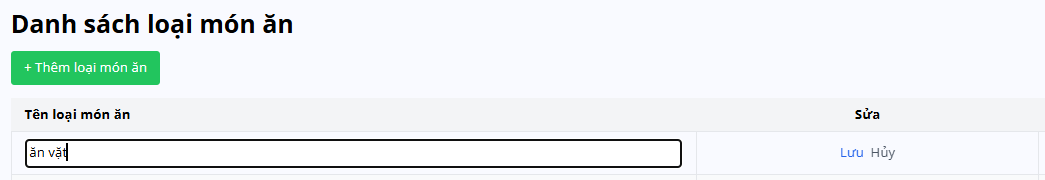 Danh sách loại món ăn
+ Thêm loại món ăn
Tên loại món ăn Sửa
ăn vặt Lưu Hủy